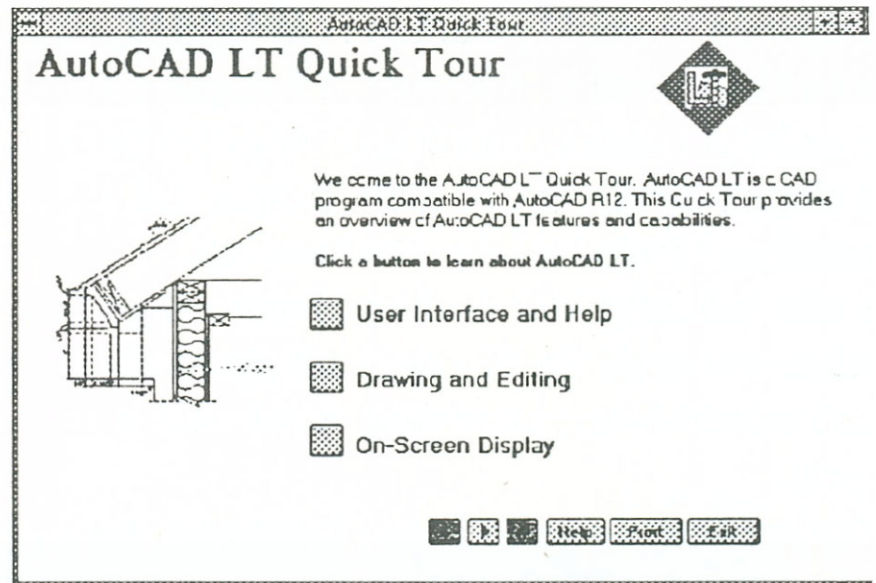 AutoCAD LT Quick Tour
AutoCAD LT Quick Tour
LT
Welcome to the AutoCAD LT Quick Tour. AutoCAD LT is a CAD
program compatible with AutoCAD R12. This Quick Tour provides
an overview of AutoCAD LT features and capabilities.
Click a button to learn about AutoCAD LT.
User Interface and Help
Drawing and Editing
On-Screen Display
Help Print Exit